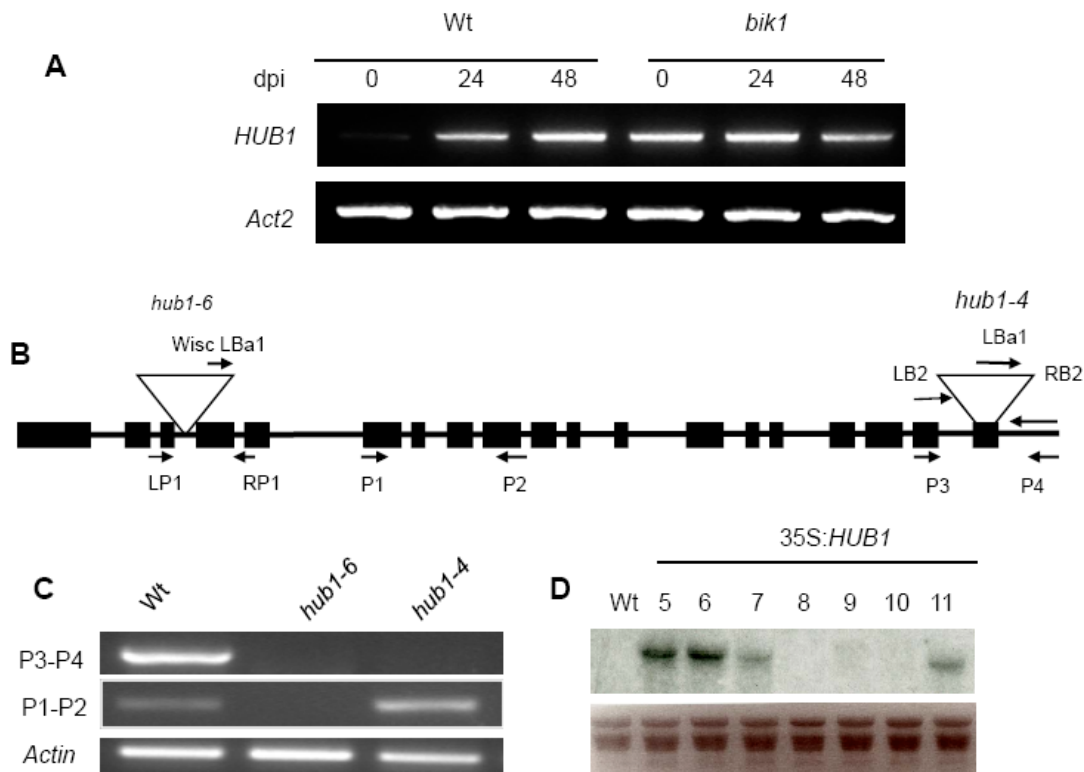 A
Wt bik1
dpi 0 24 48 0 24 48
HUB1
Act2
B
hub1-6 hub1-4
Wisc LBa1 LBa1
LB2 RB2
LP1 RP1 P1 P2 P3 P4
C
Wt hub1-6 hub1-4
P3-P4
P1-P2
Actin
D
35S:HUB1
Wt 5 6 7 8 9 10 11